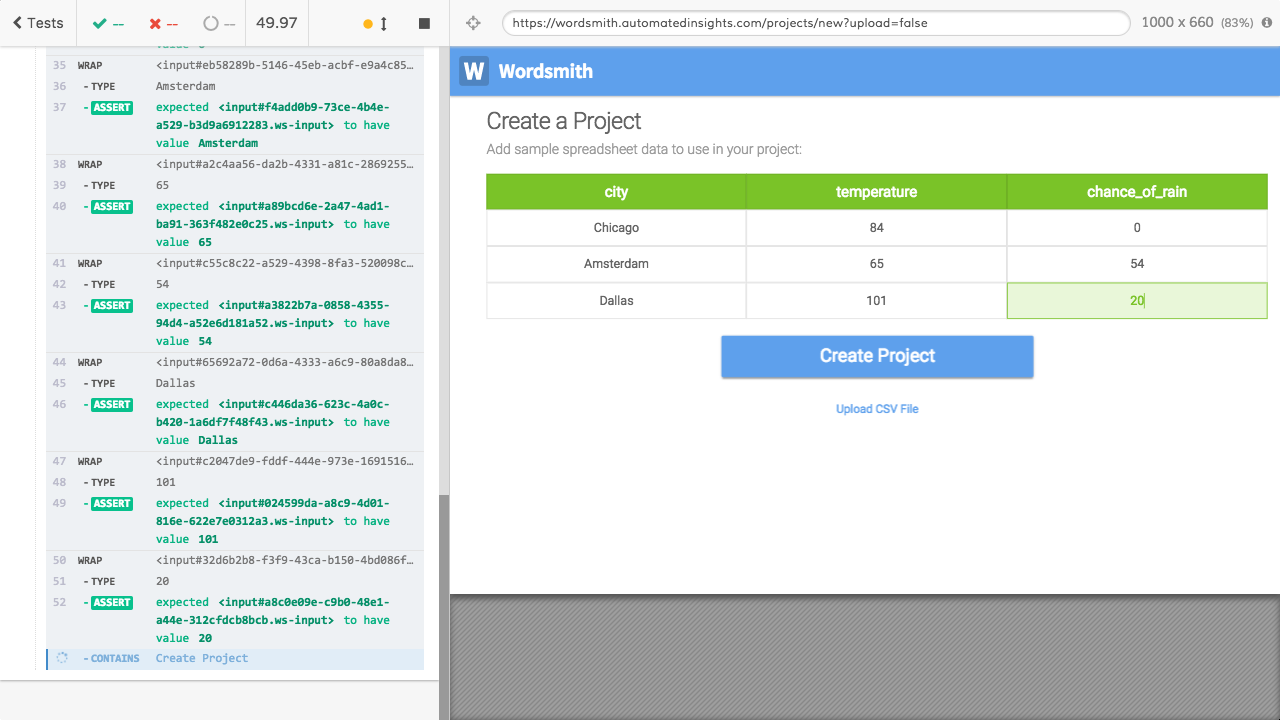 Tests
--
--
--
49.97
https://wordsmith.automatedinsights.com/projects/new?upload=false
1000 x 660 (83%)
35 WRAP <input#eb58289b-5146-45eb-acbf-e9a4c85…
36 - TYPE Amsterdam
37 - ASSERT expected <input#f4add0b9-73ce-4b4e-
a529-b3d9a6912283.ws-input> to have
value Amsterdam
38 WRAP <input#a2c4aa56-da2b-4331-a81c-2869255…
39 - TYPE 65
40 - ASSERT expected <input#a89bcd6e-2a47-4ad1-
ba91-363f482e0c25.ws-input> to have
value 65
41 WRAP <input#c55c8c22-a529-4398-8fa3-520098c…
42 - TYPE 54
43 - ASSERT expected <input#a3822b7a-0858-4355-
94d4-a52e6d181a52.ws-input> to have
value 54
44 WRAP <input#65692a72-0d6a-4333-a6c9-80a8da8…
45 - TYPE Dallas
46 - ASSERT expected <input#c446da36-623c-4a0c-
b420-1a6df7f48f43.ws-input> to have
value Dallas
47 WRAP <input#c2047de9-fddf-444e-973e-1691516…
48 - TYPE 101
49 - ASSERT expected <input#024599da-a8c9-4d01-
816e-622e7e0312a3.ws-input> to have
value 101
50 WRAP <input#32d6b2b8-f3f9-43ca-b150-4bd086f…
51 - TYPE 20
52 - ASSERT expected <input#a8c0e09e-c9b0-48e1-
a44e-312cfdcb8bcb.ws-input> to have
value 20
- CONTAINS Create Project
W Wordsmith
Create a Project
Add sample spreadsheet data to use in your project:
city temperature chance_of_rain
Chicago 84 0
Amsterdam 65 54
Dallas 101 20
Create Project
Upload CSV File